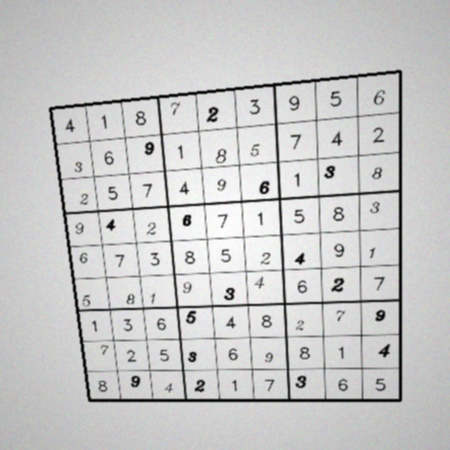 4 1 8 7 2 3 9 5 6
3 6 9 1 8 5 7 4 2
2 5 7 4 9 6 1 3 8
9 4 2 6 7 1 5 8 3
6 7 3 8 5 2 4 9 1
5 8 1 9 3 4 6 2 7
1 3 6 5 4 8 2 7 9
7 2 5 3 6 9 8 1 4
8 9 4 2 1 7 3 6 5